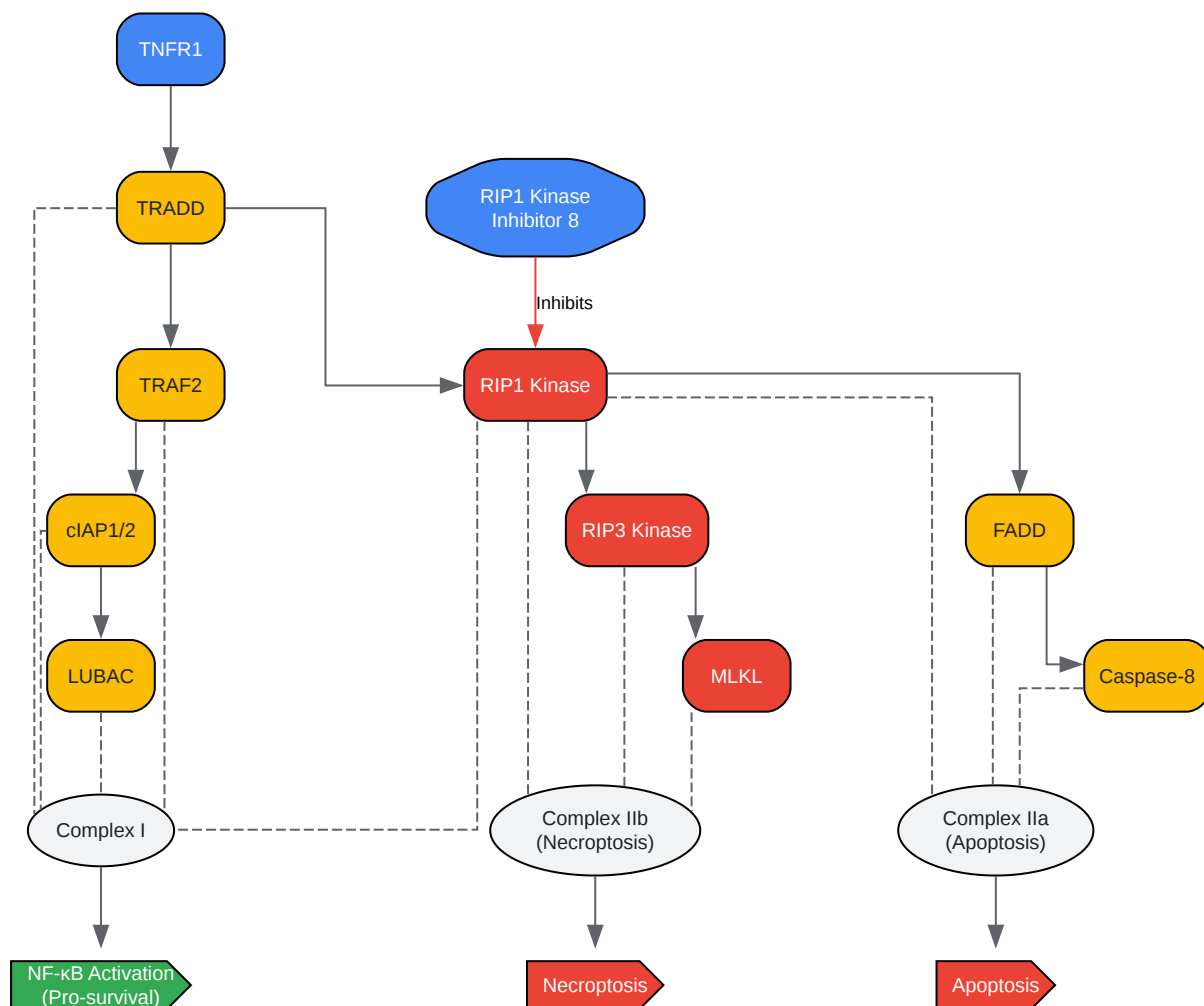 TNFR1
TRADD
RIP1 Kinase
Inhibitor 8
Inhibits
TRAF2
RIP1 Kinase
cIAP1/2
RIP3 Kinase
FADD
LUBAC
MLKL
Caspase-8
Complex I
Complex IIb
(Necroptosis)
Complex IIa
(Apoptosis)
NF-κB Activation
(Pro-survival)
Necroptosis
Apoptosis